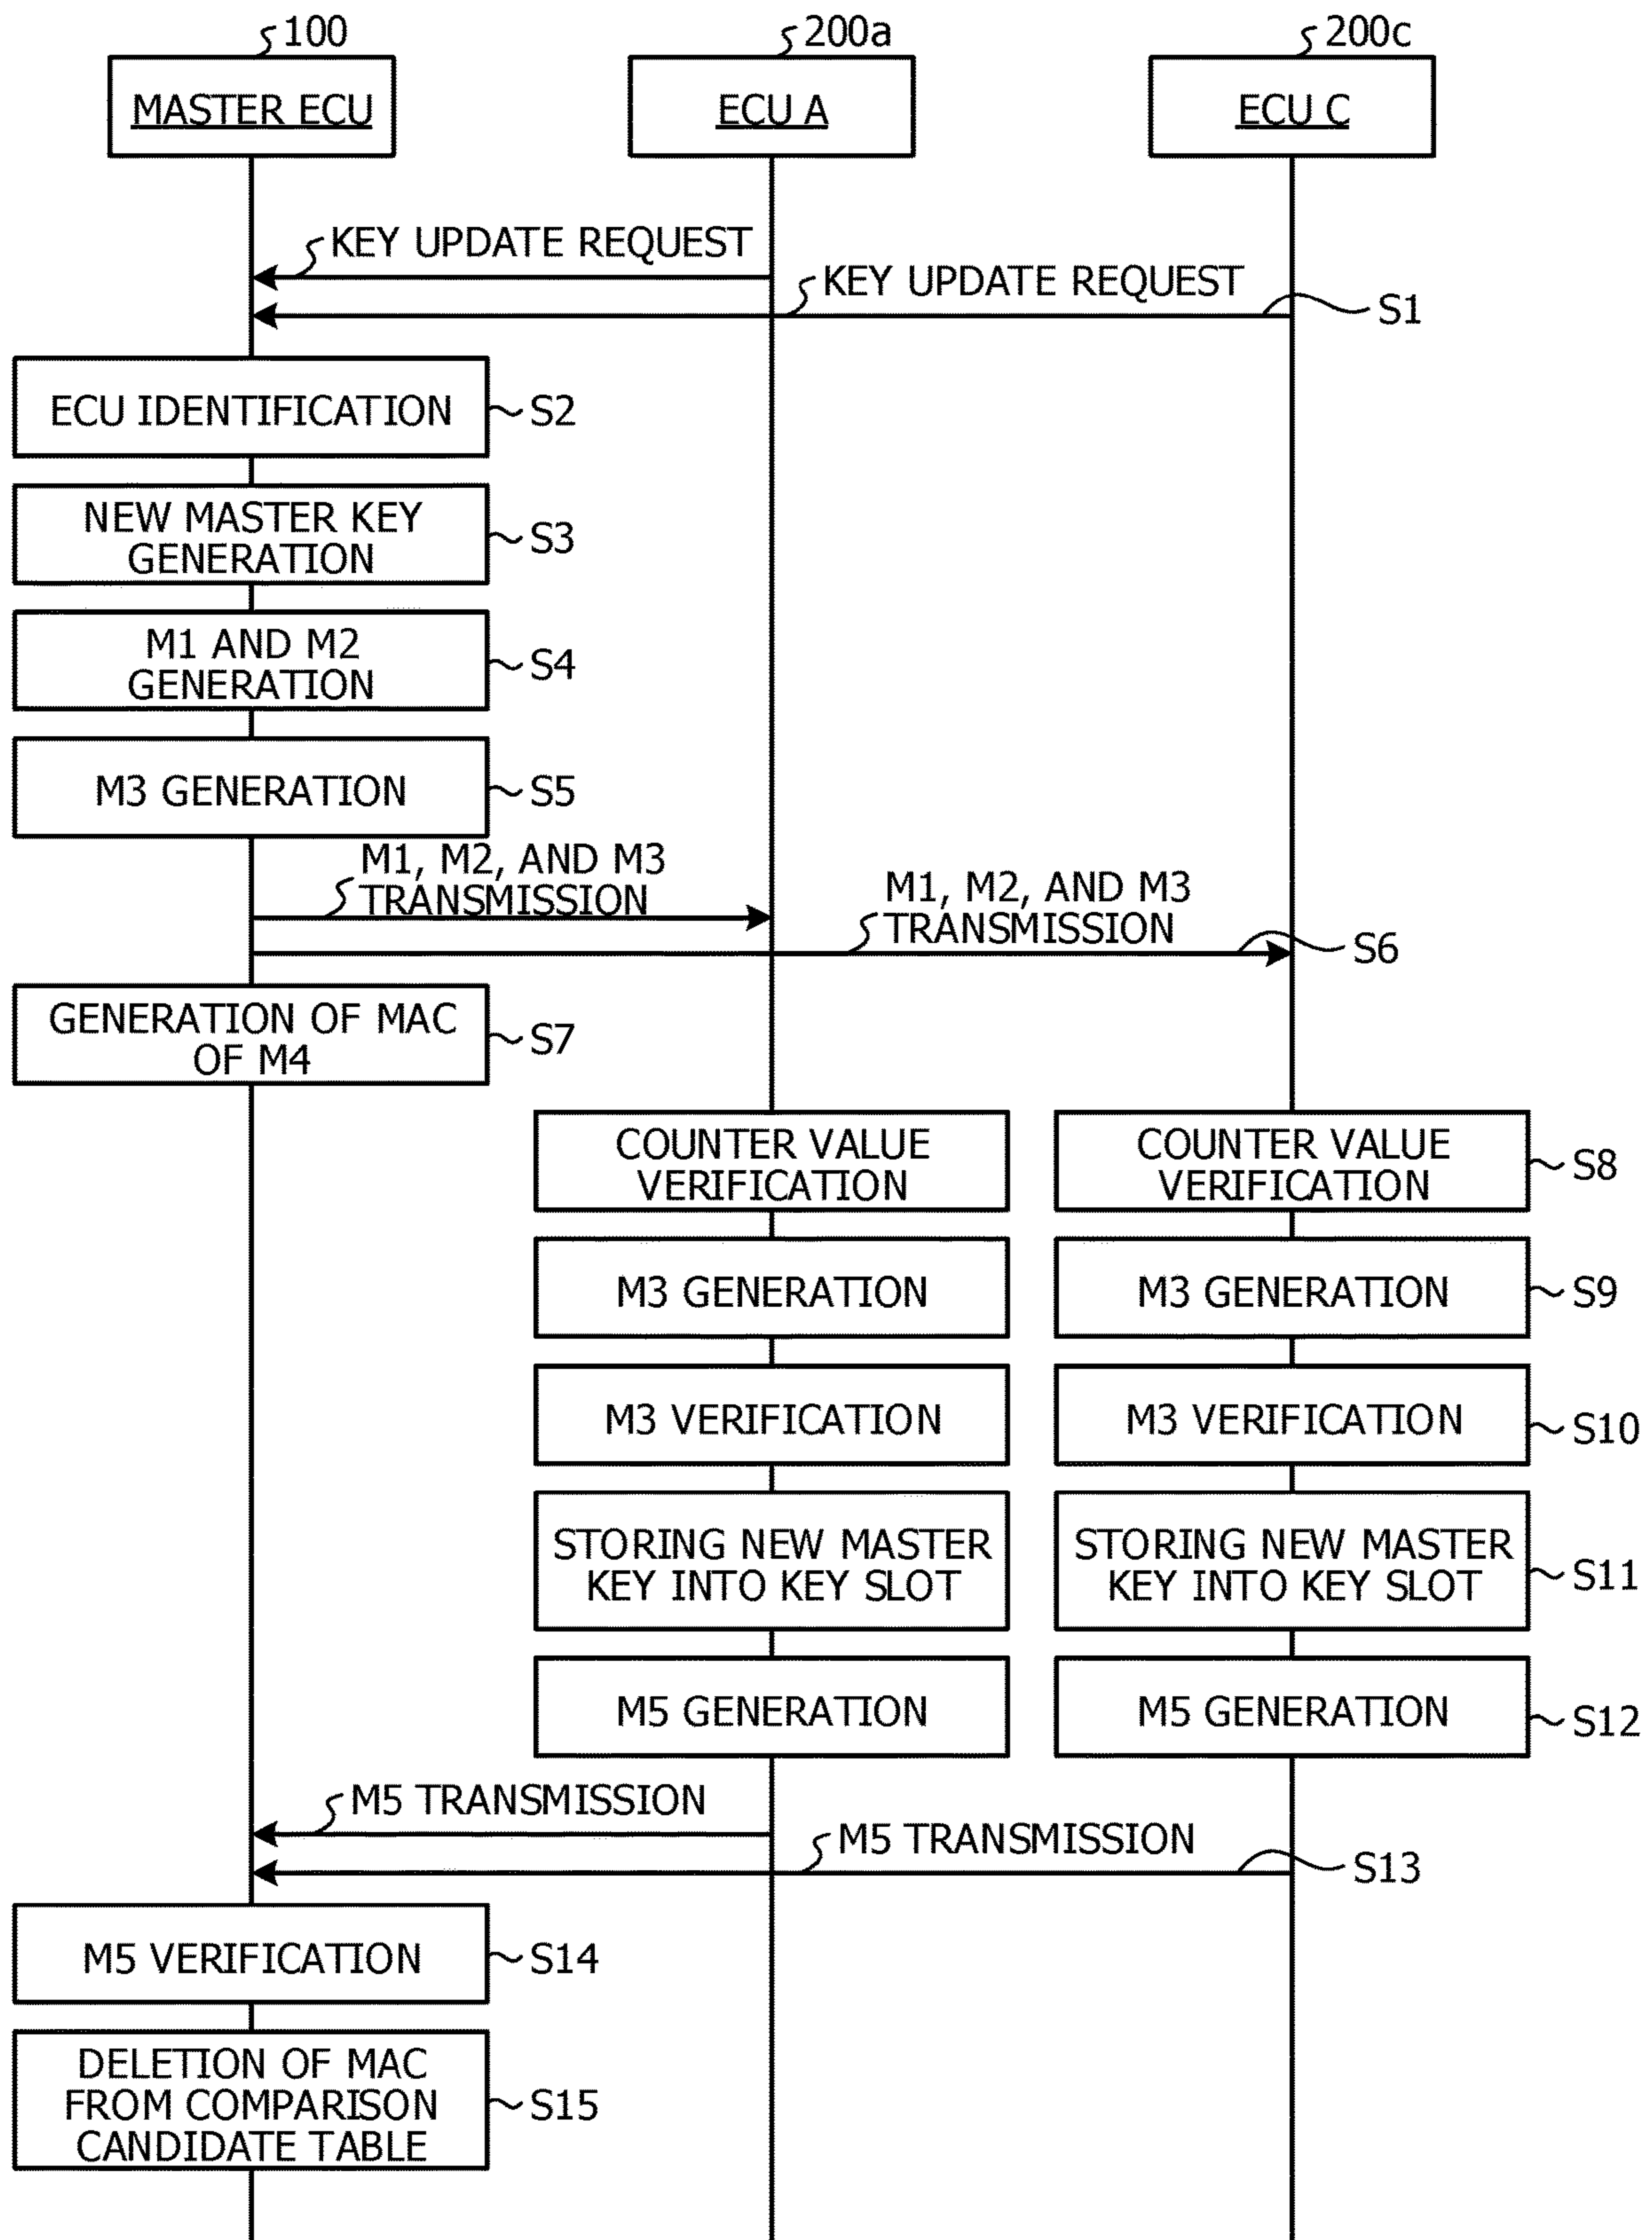 100
200a
200c
MASTER ECU
ECU A
ECU C
KEY UPDATE REQUEST
KEY UPDATE REQUEST
S1
ECU IDENTIFICATION
S2
NEW MASTER KEY
GENERATION
S3
M1 AND M2
GENERATION
S4
M3 GENERATION
S5
M1, M2, AND M3
TRANSMISSION
M1, M2, AND M3
TRANSMISSION
S6
GENERATION OF MAC
OF M4
S7
COUNTER VALUE
VERIFICATION
COUNTER VALUE
VERIFICATION
S8
M3 GENERATION
M3 GENERATION
S9
M3 VERIFICATION
M3 VERIFICATION
S10
STORING NEW MASTER
KEY INTO KEY SLOT
STORING NEW MASTER
KEY INTO KEY SLOT
S11
M5 GENERATION
M5 GENERATION
S12
M5 TRANSMISSION
M5 TRANSMISSION
S13
M5 VERIFICATION
S14
DELETION OF MAC
FROM COMPARISON
CANDIDATE TABLE
S15